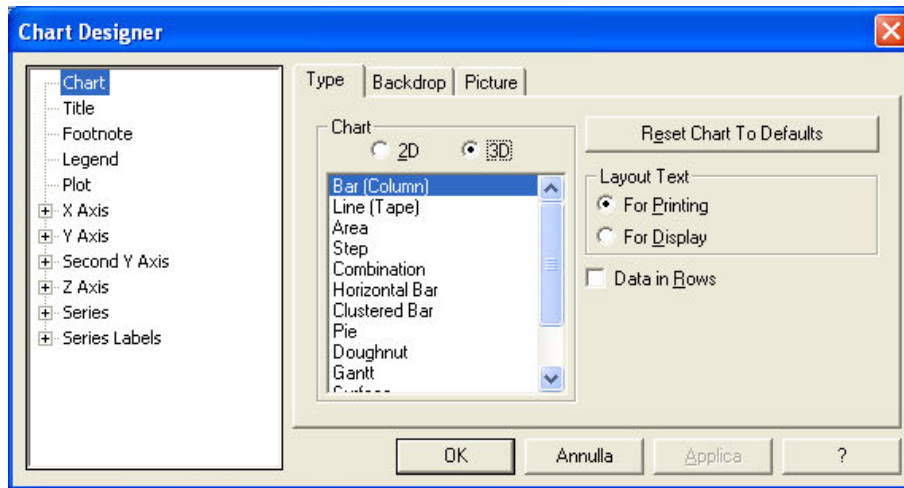 Chart Designer
Chart
Title
Footnote
Legend
Plot
X Axis
Y Axis
Second Y Axis
Z Axis
Series
Series Labels
Type
Backdrop
Picture
Chart
2D
3D
Bar (Column)
Line (Tape)
Area
Step
Combination
Horizontal Bar
Clustered Bar
Pie
Doughnut
Gantt
Reset Chart To Defaults
Layout Text
For Printing
For Display
Data in Rows
OK
Annulla
Applica
?